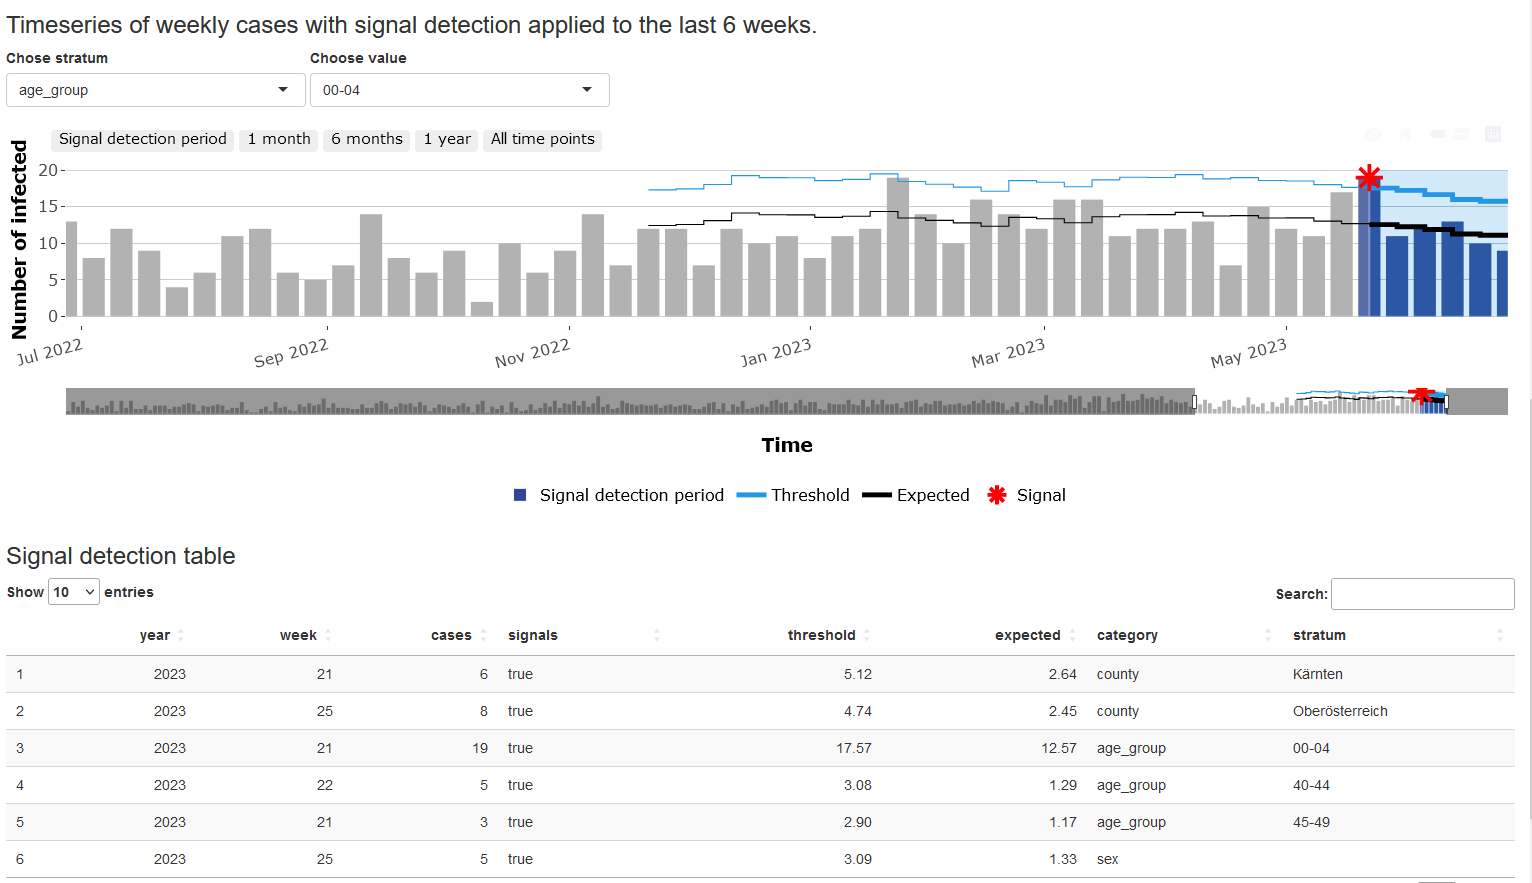 Timeseries of weekly cases with signal detection applied to the last 6 weeks.
Chose stratum Choose value
age_group 00-04
Signal detection period 1 month 6 months 1 year All time points
Number of infected
20
15
10
5
0
Jul 2022 Sep 2022 Nov 2022 Jan 2023 Mar 2023 May 2023
Time
Signal detection period Threshold Expected Signal
Signal detection table
Show 10 entries Search:
year week cases signals threshold expected category stratum
1 2023 21 6 true 5.12 2.64 county Kärnten
2 2023 25 8 true 4.74 2.45 county Oberösterreich
3 2023 21 19 true 17.57 12.57 age_group 00-04
4 2023 22 5 true 3.08 1.29 age_group 40-44
5 2023 21 3 true 2.90 1.17 age_group 45-49
6 2023 25 5 true 3.09 1.33 sex